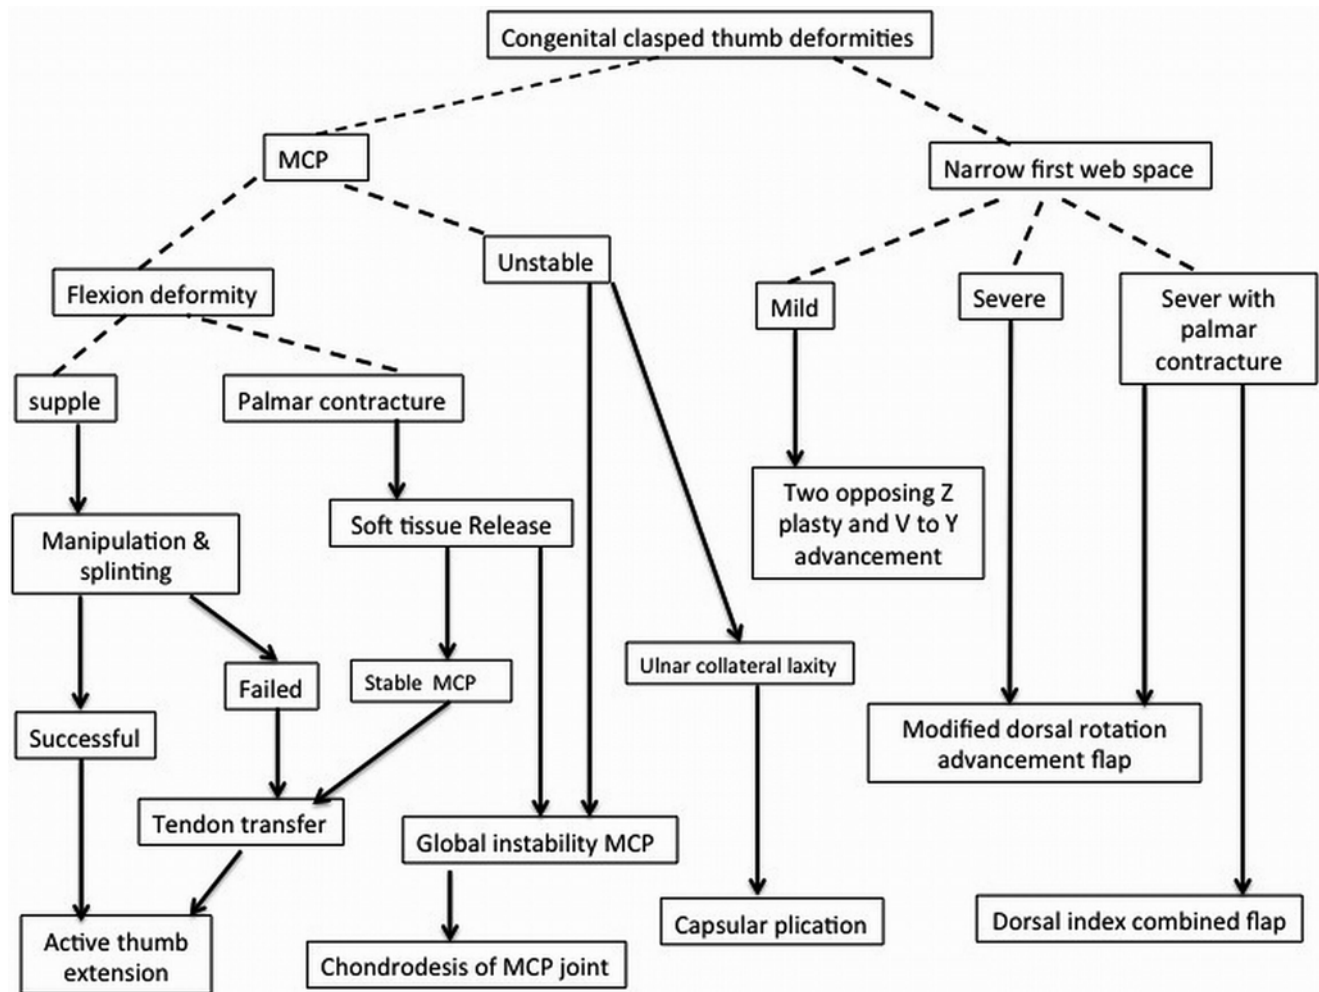 Congenital clasped thumb deformities
MCP
Narrow first web space
Unstable
Flexion deformity
Mild
Severe
Sever with
palmar
contracture
supple
Palmar contracture
Two opposing Z
plasty and V to Y
advancement
Soft tissue Release
Manipulation &
splinting
Ulnar collateral laxity
Failed
Stable MCP
Successful
Modified dorsal rotation
advancement flap
Tendon transfer
Global instability MCP
Capsular plication
Dorsal index combined flap
Active thumb
extension
Chondrodesis of MCP joint